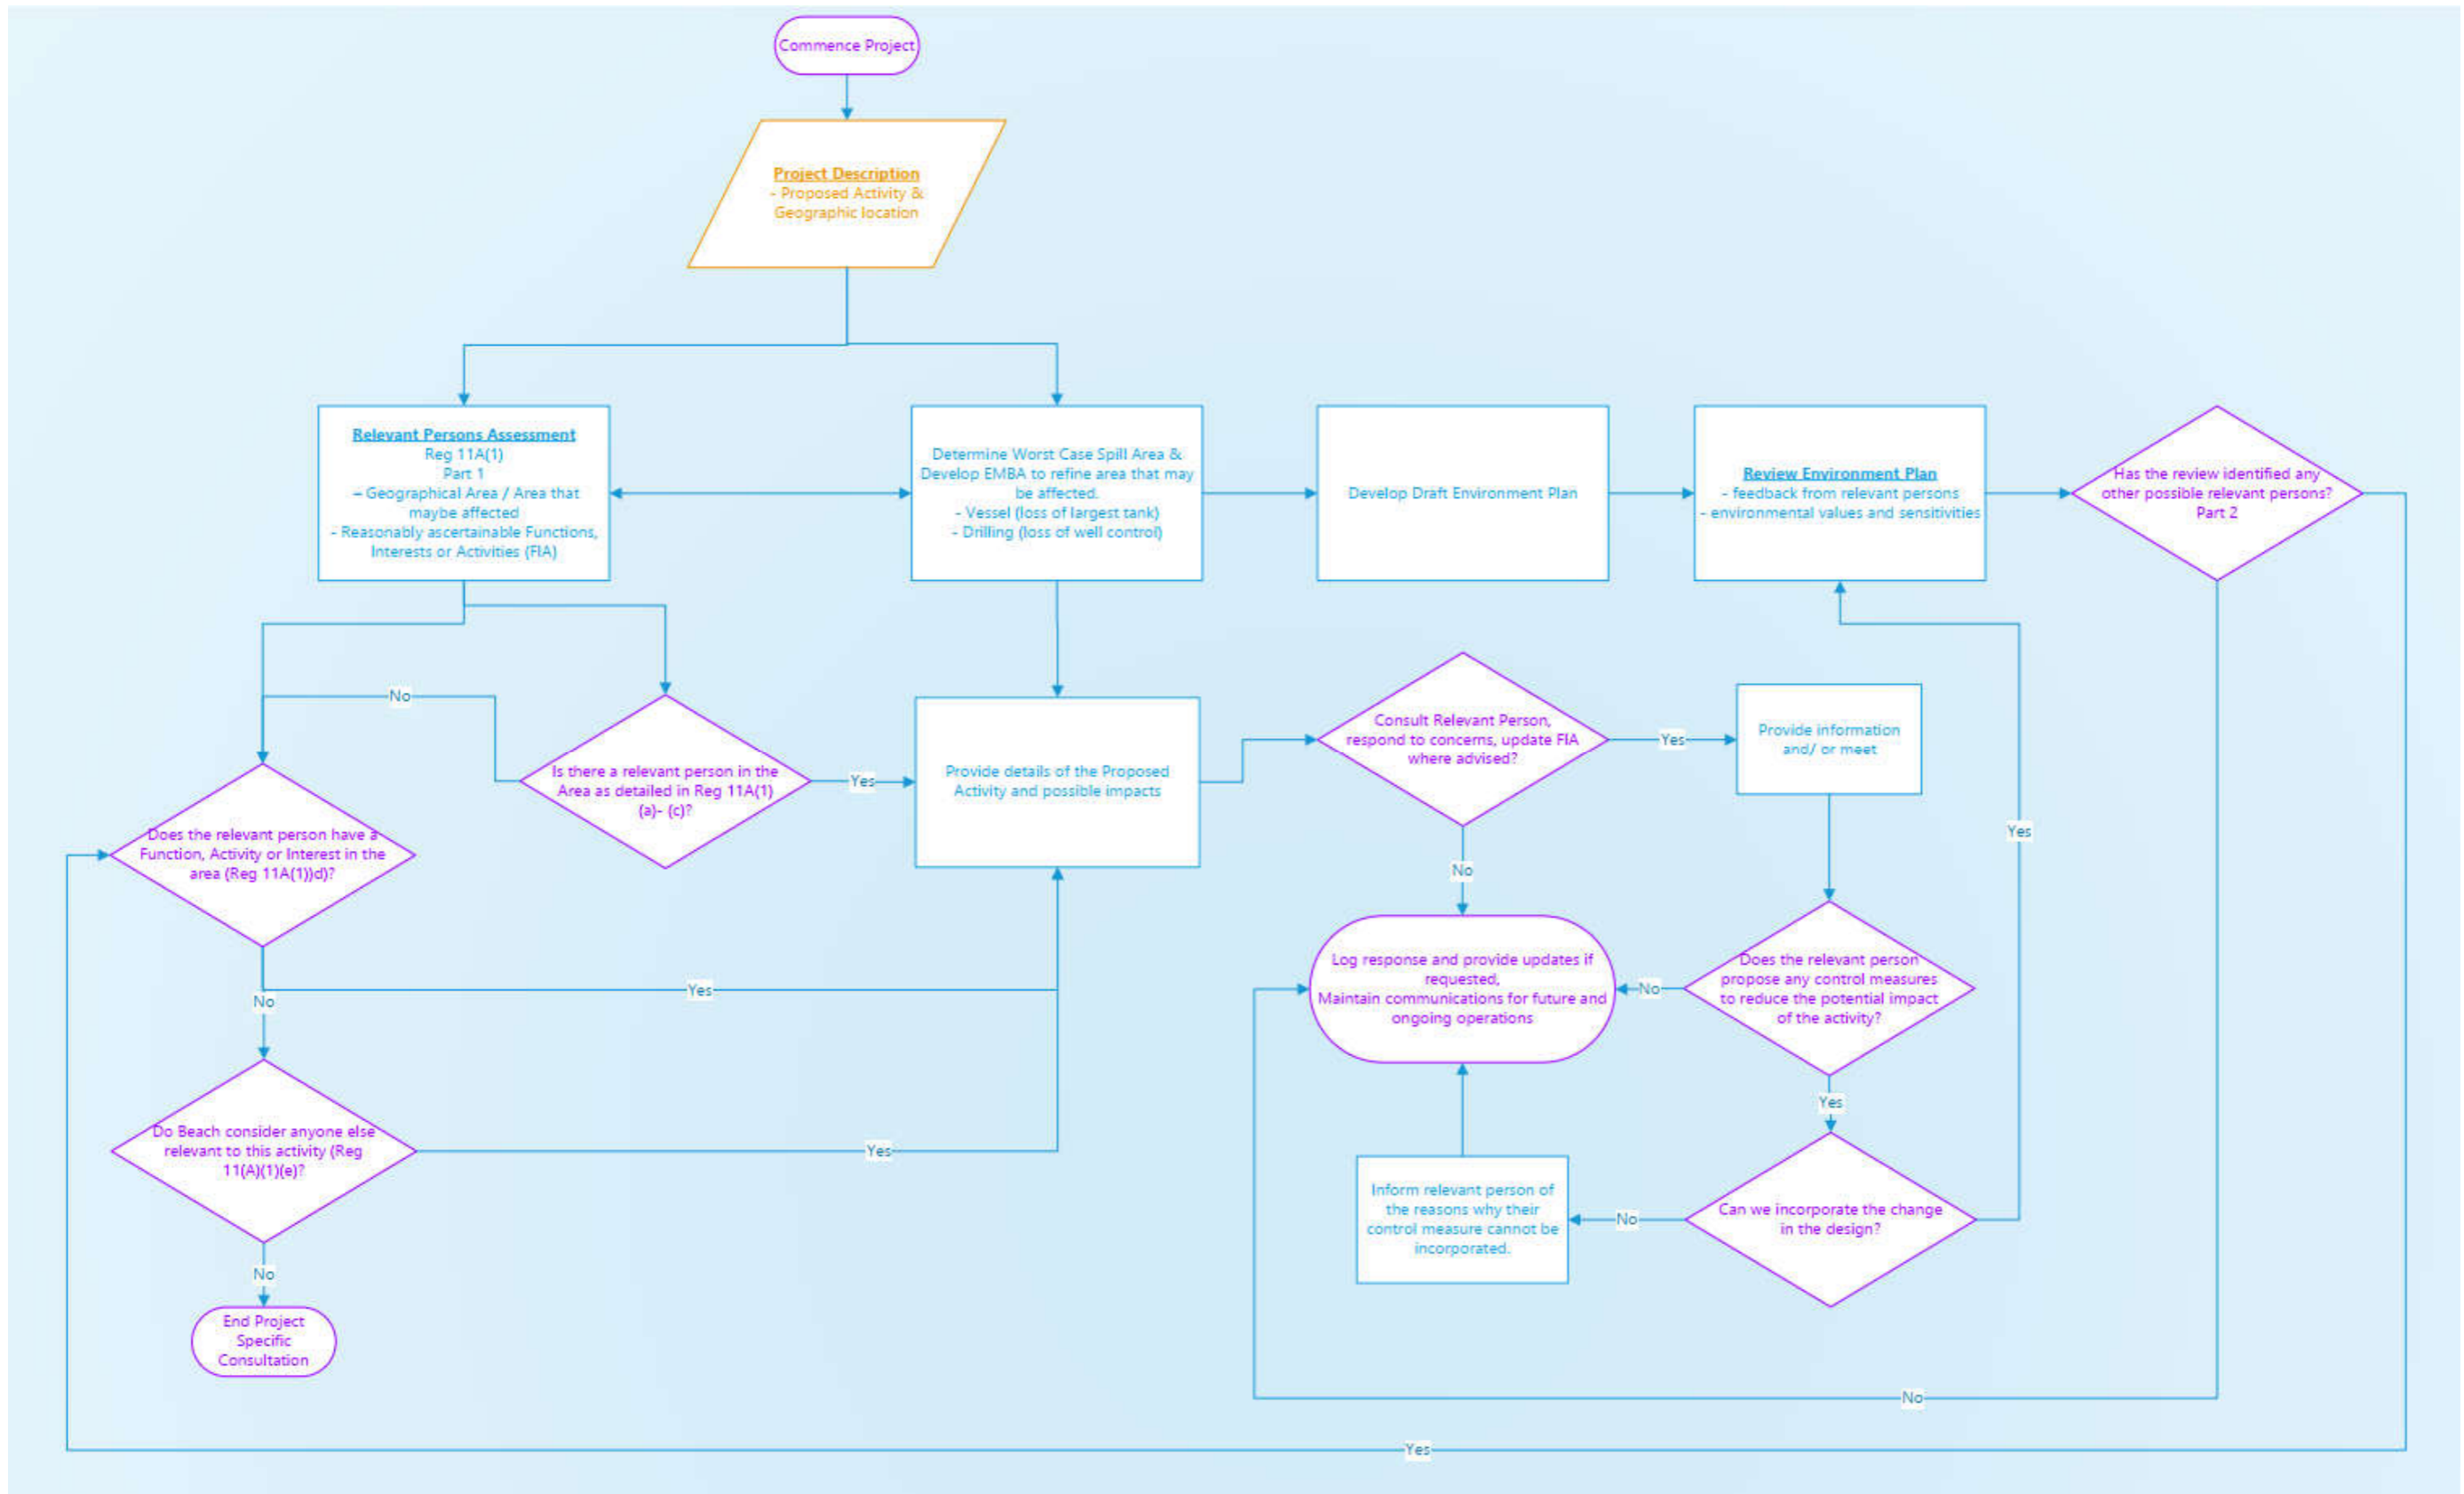 Commence Project
Project Description
- Proposed Activity &
Geographic location
Relevant Persons Assessment
Reg 11A(1)
Part 1
– Geographical Area / Area that
maybe affected
- Reasonably ascertainable Functions,
Interests or Activities (FIA)
Determine Worst Case Spill Area &
Develop EMBA to refine area that may
be affected.
- Vessel (loss of largest tank)
- Drilling (loss of well control)
Develop Draft Environment Plan
Review Environment Plan
- feedback from relevant persons
- environmental values and sensitivities
Has the review identified any
other possible relevant persons?
Part 2
No
Is there a relevant person in the
Area as detailed in Reg 11A(1)
(a)- (c)?
Yes
Provide details of the Proposed
Activity and possible impacts
Consult Relevant Person,
respond to concerns, update FIA
where advised?
Yes
Provide information
and/ or meet
Yes
Does the relevant person have a
Function, Activity or Interest in the
area (Reg 11A(1))d)?
No
Yes
No
Log response and provide updates if
requested,
Maintain communications for future and
ongoing operations
No
Does the relevant person
propose any control measures
to reduce the potential impact
of the activity?
Yes
Do Beach consider anyone else
relevant to this activity (Reg
11(A)(1)(e)?
Yes
Inform relevant person of
the reasons why their
control measure cannot be
incorporated.
No
Can we incorporate the change
in the design?
No
End Project
Specific
Consultation
No
Yes